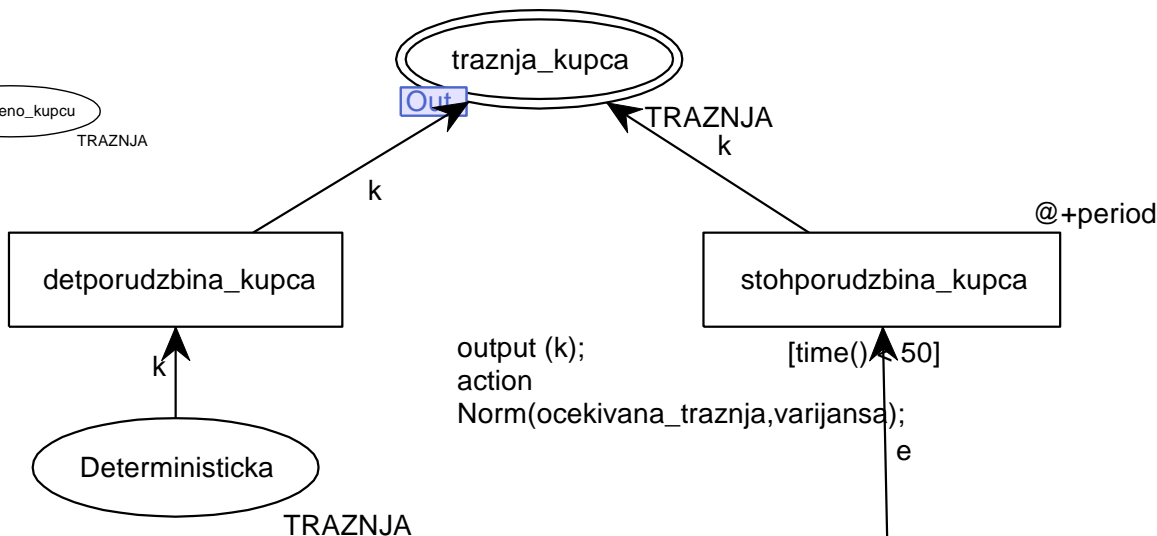 traznja_kupca
Out
eno_kupcu
TRAZNJA
TRAZNJA
k
k
@+period
detporudzbina_kupca
stohporudzbina_kupca
output (k);
action
Norm(ocekivana_traznja,varijansa);
[time() < 50]
k
e
Deterministicka
TRAZNJA